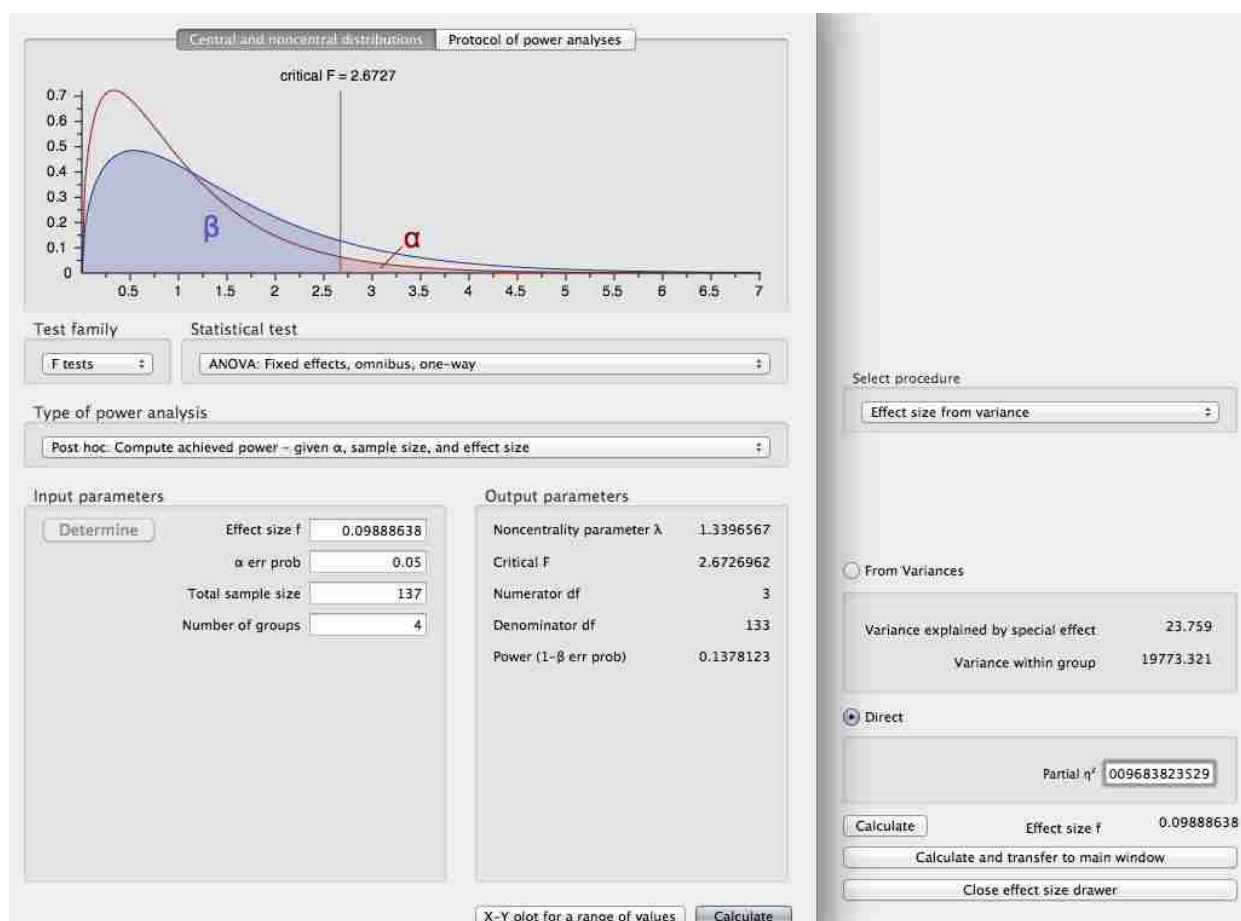 Central and noncentral distributions Protocol of power analyses
critical F = 2.6727
0.7
0.6
0.5
0.4
0.3
0.2
0.1
0
β
α
0.5 1 1.5 2 2.5 3 3.5 4 4.5 5 5.5 6 6.5 7
Test family Statistical test
F tests ANOVA: Fixed effects, omnibus, one-way
Type of power analysis
Post hoc: Compute achieved power - given α, sample size, and effect size
Input parameters
Determine Effect size f 0.09888638
α err prob 0.05
Total sample size 137
Number of groups 4
Output parameters
Noncentrality parameter λ 1.3396567
Critical F 2.6726962
Numerator df 3
Denominator df 133
Power (1-β err prob) 0.1378123
X-Y plot for a range of values Calculate
Select procedure
Effect size from variance
From Variances
Variance explained by special effect 23.759
Variance within group 19773.321
Direct
Partial η² 009683823529
Calculate Effect size f 0.09888638
Calculate and transfer to main window
Close effect size drawer